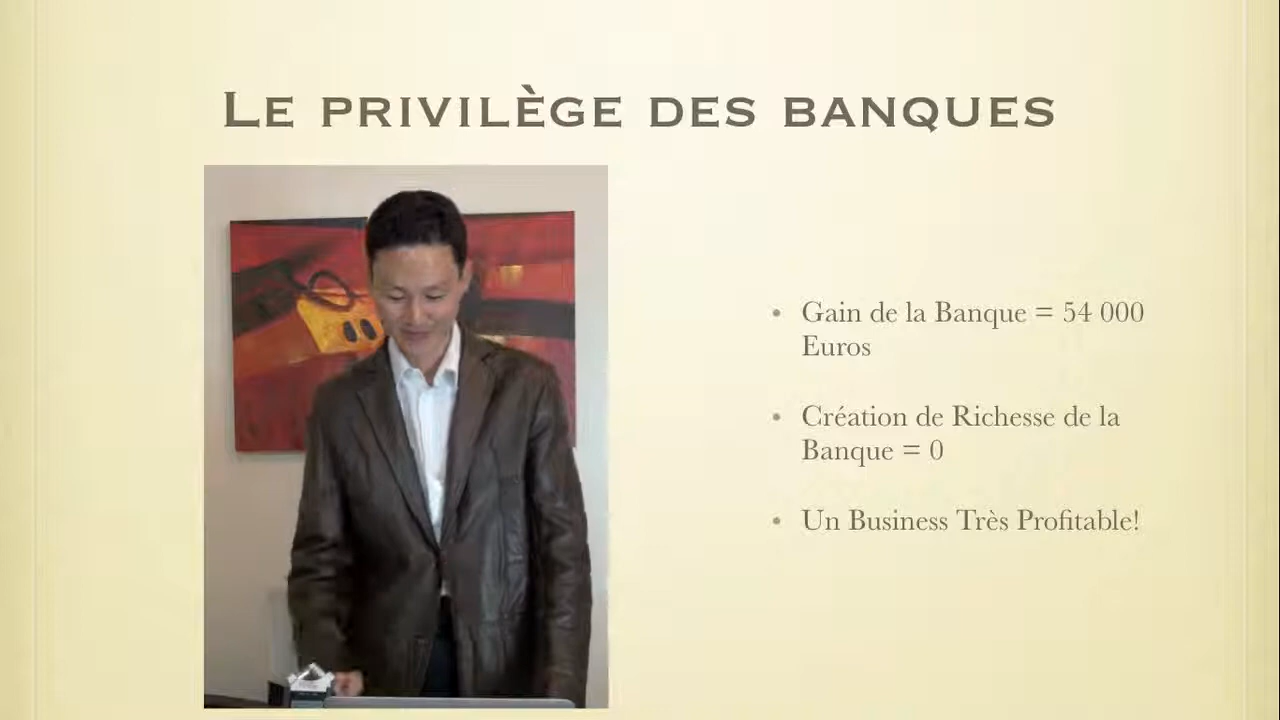 Le privilège des banques
• Gain de la Banque = 54 000
Euros
• Création de Richesse de la
Banque = 0
• Un Business Très Profitable!